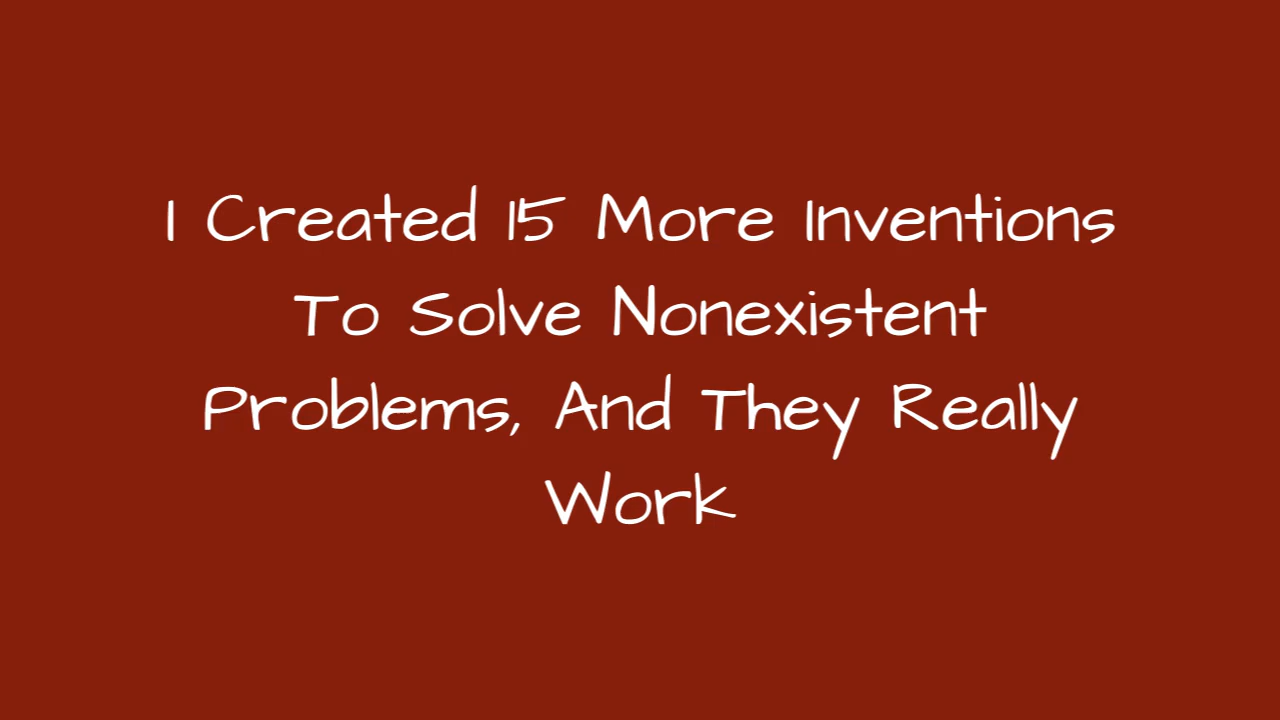 I Created 15 More Inventions
To Solve Nonexistent
Problems, And They Really
Work